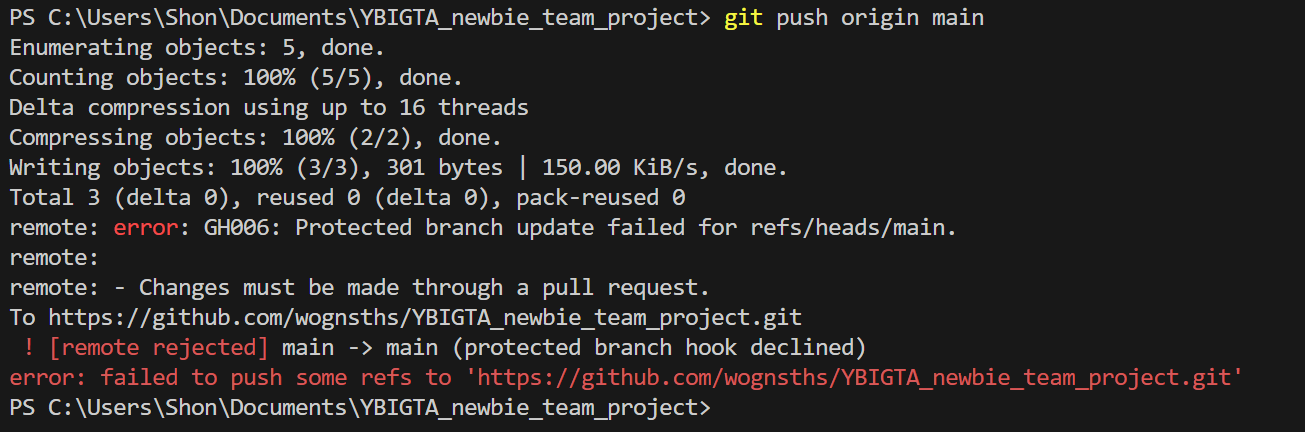 PS C:\Users\Shon\Documents\YBIGTA_newbie_team_project> git push origin main
Enumerating objects: 5, done.
Counting objects: 100% (5/5), done.
Delta compression using up to 16 threads
Compressing objects: 100% (2/2), done.
Writing objects: 100% (3/3), 301 bytes | 150.00 KiB/s, done.
Total 3 (delta 0), reused 0 (delta 0), pack-reused 0
remote: error: GH006: Protected branch update failed for refs/heads/main.
remote:
remote: - Changes must be made through a pull request.
To https://github.com/wognsths/YBIGTA_newbie_team_project.git
 ! [remote rejected] main -> main (protected branch hook declined)
error: failed to push some refs to 'https://github.com/wognsths/YBIGTA_newbie_team_project.git'
PS C:\Users\Shon\Documents\YBIGTA_newbie_team_project>